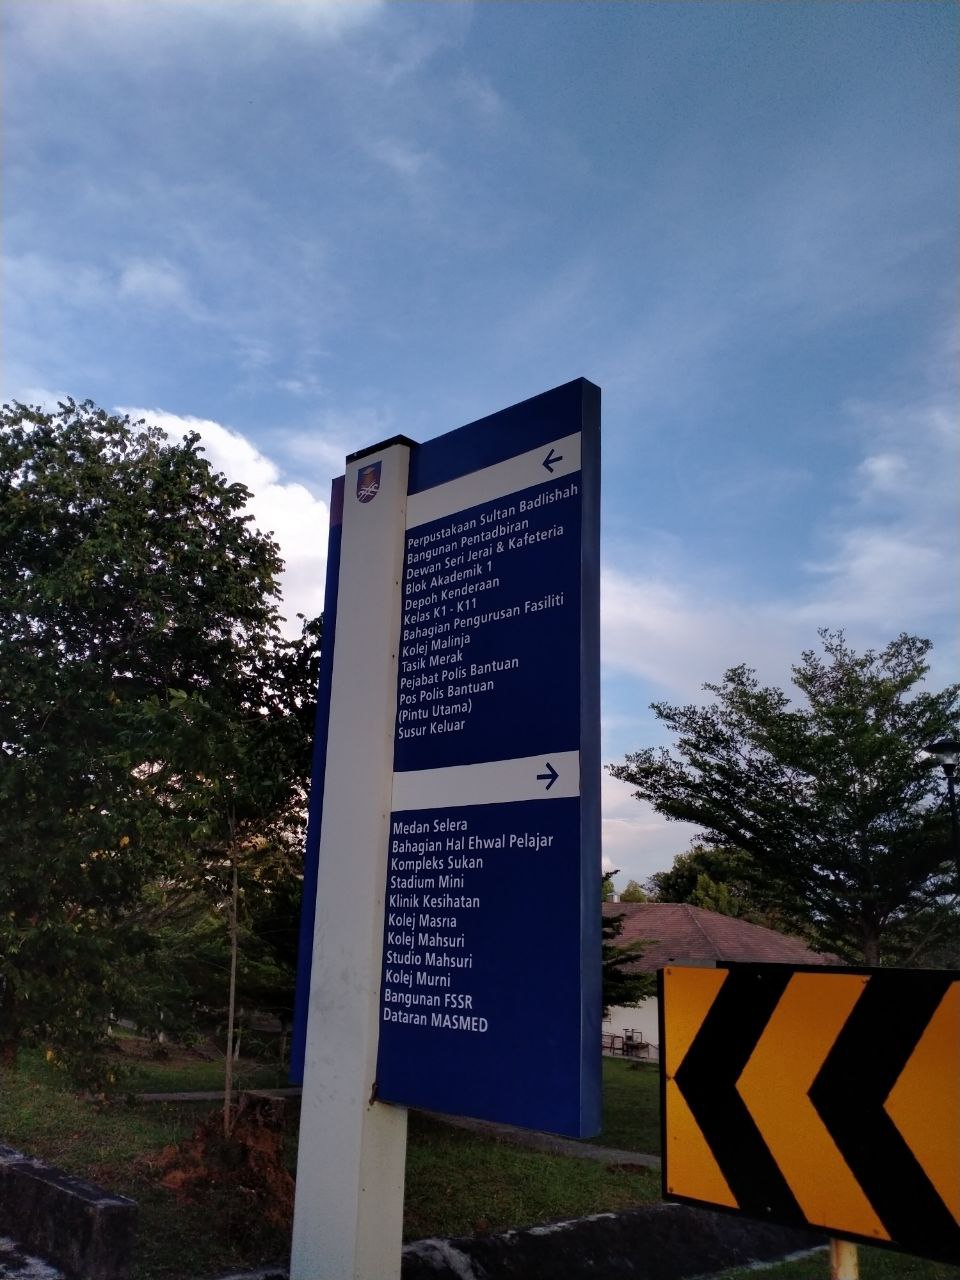 ←
Perpustakaan Sultan Badlishah
Bangunan Pentadbiran
Dewan Seri Jerai & Kafeteria
Blok Akademik 1
Depoh Kenderaan
Kelas K1 - K11
Bahagian Pengurusan Fasiliti
Kolej Malinja
Tasik Merak
Pejabat Polis Bantuan
Pos Polis Bantuan
(Pintu Utama)
Susur Keluar
→
Medan Selera
Bahagian Hal Ehwal Pelajar
Kompleks Sukan
Stadium Mini
Klinik Kesihatan
Kolej Masria
Kolej Mahsuri
Studio Mahsuri
Kolej Murni
Bangunan FSSR
Dataran MASMED